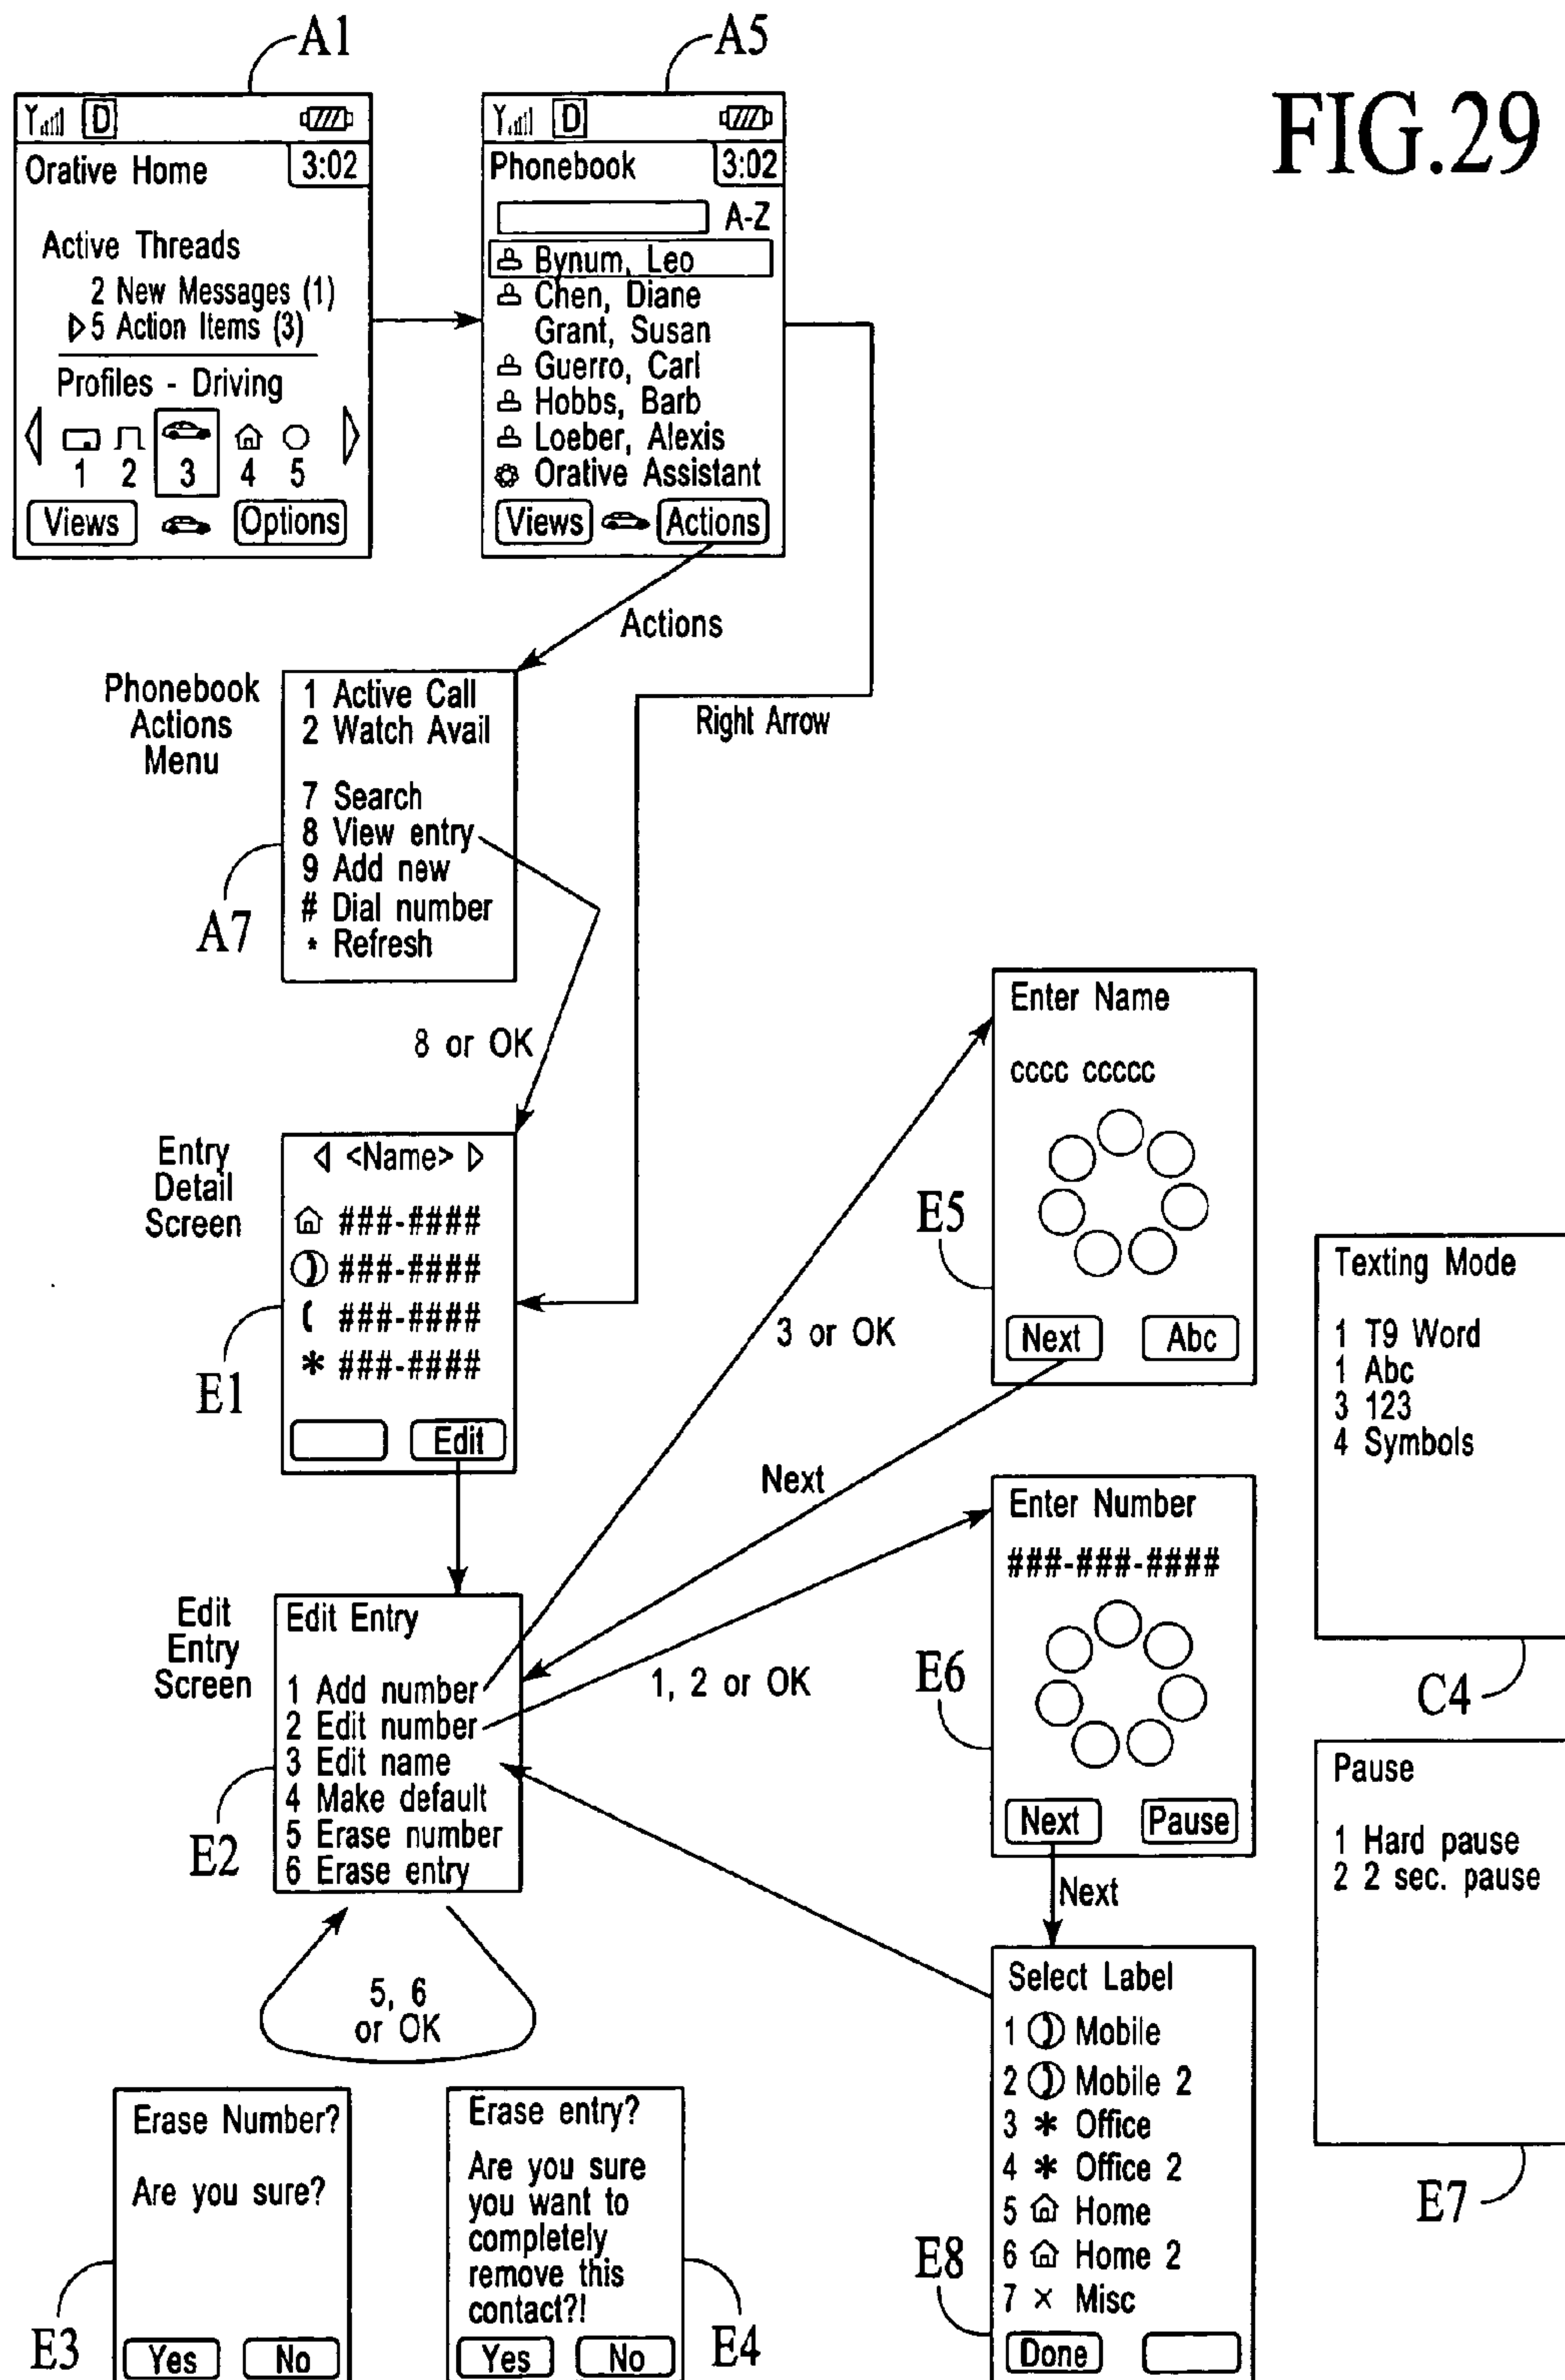 FIG.29
A1
D
Orative Home 3:02
Active Threads
2 New Messages (1)
5 Action Items (3)
Profiles - Driving
1 2 3 4 5
Views Options
A5
D
Phonebook 3:02
A-Z
Bynum, Leo
Chen, Diane
Grant, Susan
Guerro, Carl
Hobbs, Barb
Loeber, Alexis
Orative Assistant
Views Actions
Actions
Right Arrow
Phonebook
Actions
Menu
1 Active Call
2 Watch Avail
7 Search
8 View entry
9 Add new
# Dial number
* Refresh
A7
8 or OK
Entry
Detail
Screen
<Name>
###-####
###-####
###-####
* ###-####
Edit
E1
Edit
Entry
Screen
Edit Entry
1 Add number
2 Edit number
3 Edit name
4 Make default
5 Erase number
6 Erase entry
E2
5, 6
or OK
3 or OK
Next
1, 2 or OK
Enter Name
cccc ccccc
Next Abc
E5
Enter Number
###-###-####
Next Pause
E6
Next
Texting Mode
1 T9 Word
1 Abc
3 123
4 Symbols
C4
Pause
1 Hard pause
2 2 sec. pause
E7
Select Label
1 Mobile
2 Mobile 2
3 * Office
4 * Office 2
5 Home
6 Home 2
7 × Misc
Done
E8
Erase Number?
Are you sure?
Yes No
E3
Erase entry?
Are you sure
you want to
completely
remove this
contact?!
Yes No
E4